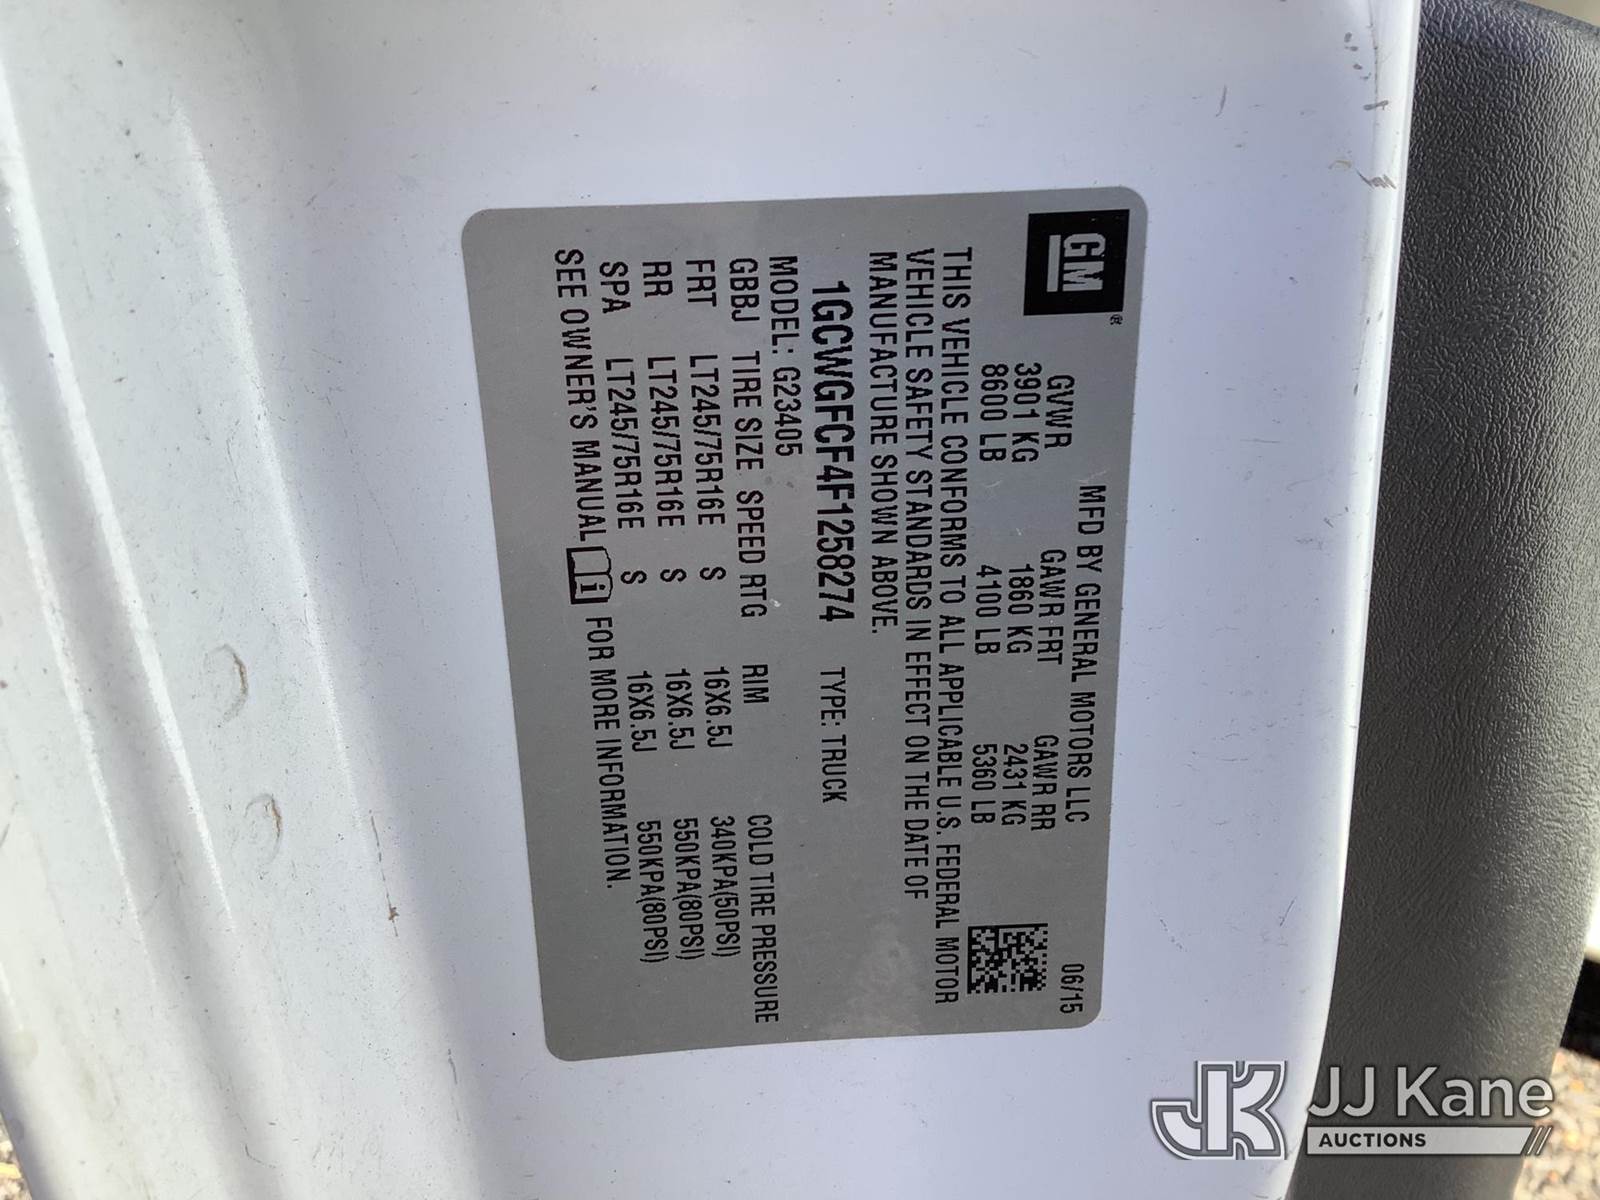 GM®
MFD BY GENERAL MOTORS LLC 06/15
GVWR GAWR FRT GAWR RR
3901 KG 1860 KG 2431 KG
8600 LB 4100 LB 5360 LB
THIS VEHICLE CONFORMS TO ALL APPLICABLE U.S. FEDERAL MOTOR
VEHICLE SAFETY STANDARDS IN EFFECT ON THE DATE OF
MANUFACTURE SHOWN ABOVE.
1GCWGFCF4F1258274 TYPE: TRUCK
MODEL: G23405
GBBJ TIRE SIZE SPEED RTG RIM COLD TIRE PRESSURE
FRT LT245/75R16E S 16X6.5J 340KPA(50PSI)
RR LT245/75R16E S 16X6.5J 550KPA(80PSI)
SPA LT245/75R16E S 16X6.5J 550KPA(80PSI)
SEE OWNER'S MANUAL i FOR MORE INFORMATION.
JK JJ Kane
AUCTIONS